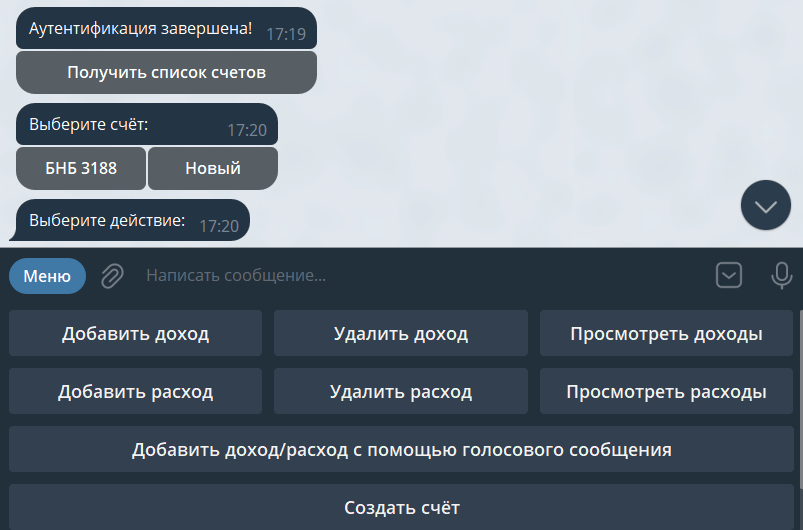 Аутентификация завершена! 17:19
Получить список счетов
Выберите счёт: 17:20
БНБ 3188 Новый
Выберите действие: 17:20
Меню Написать сообщение...
Добавить доход Удалить доход Просмотреть доходы
Добавить расход Удалить расход Просмотреть расходы
Добавить доход/расход с помощью голосового сообщения
Создать счёт